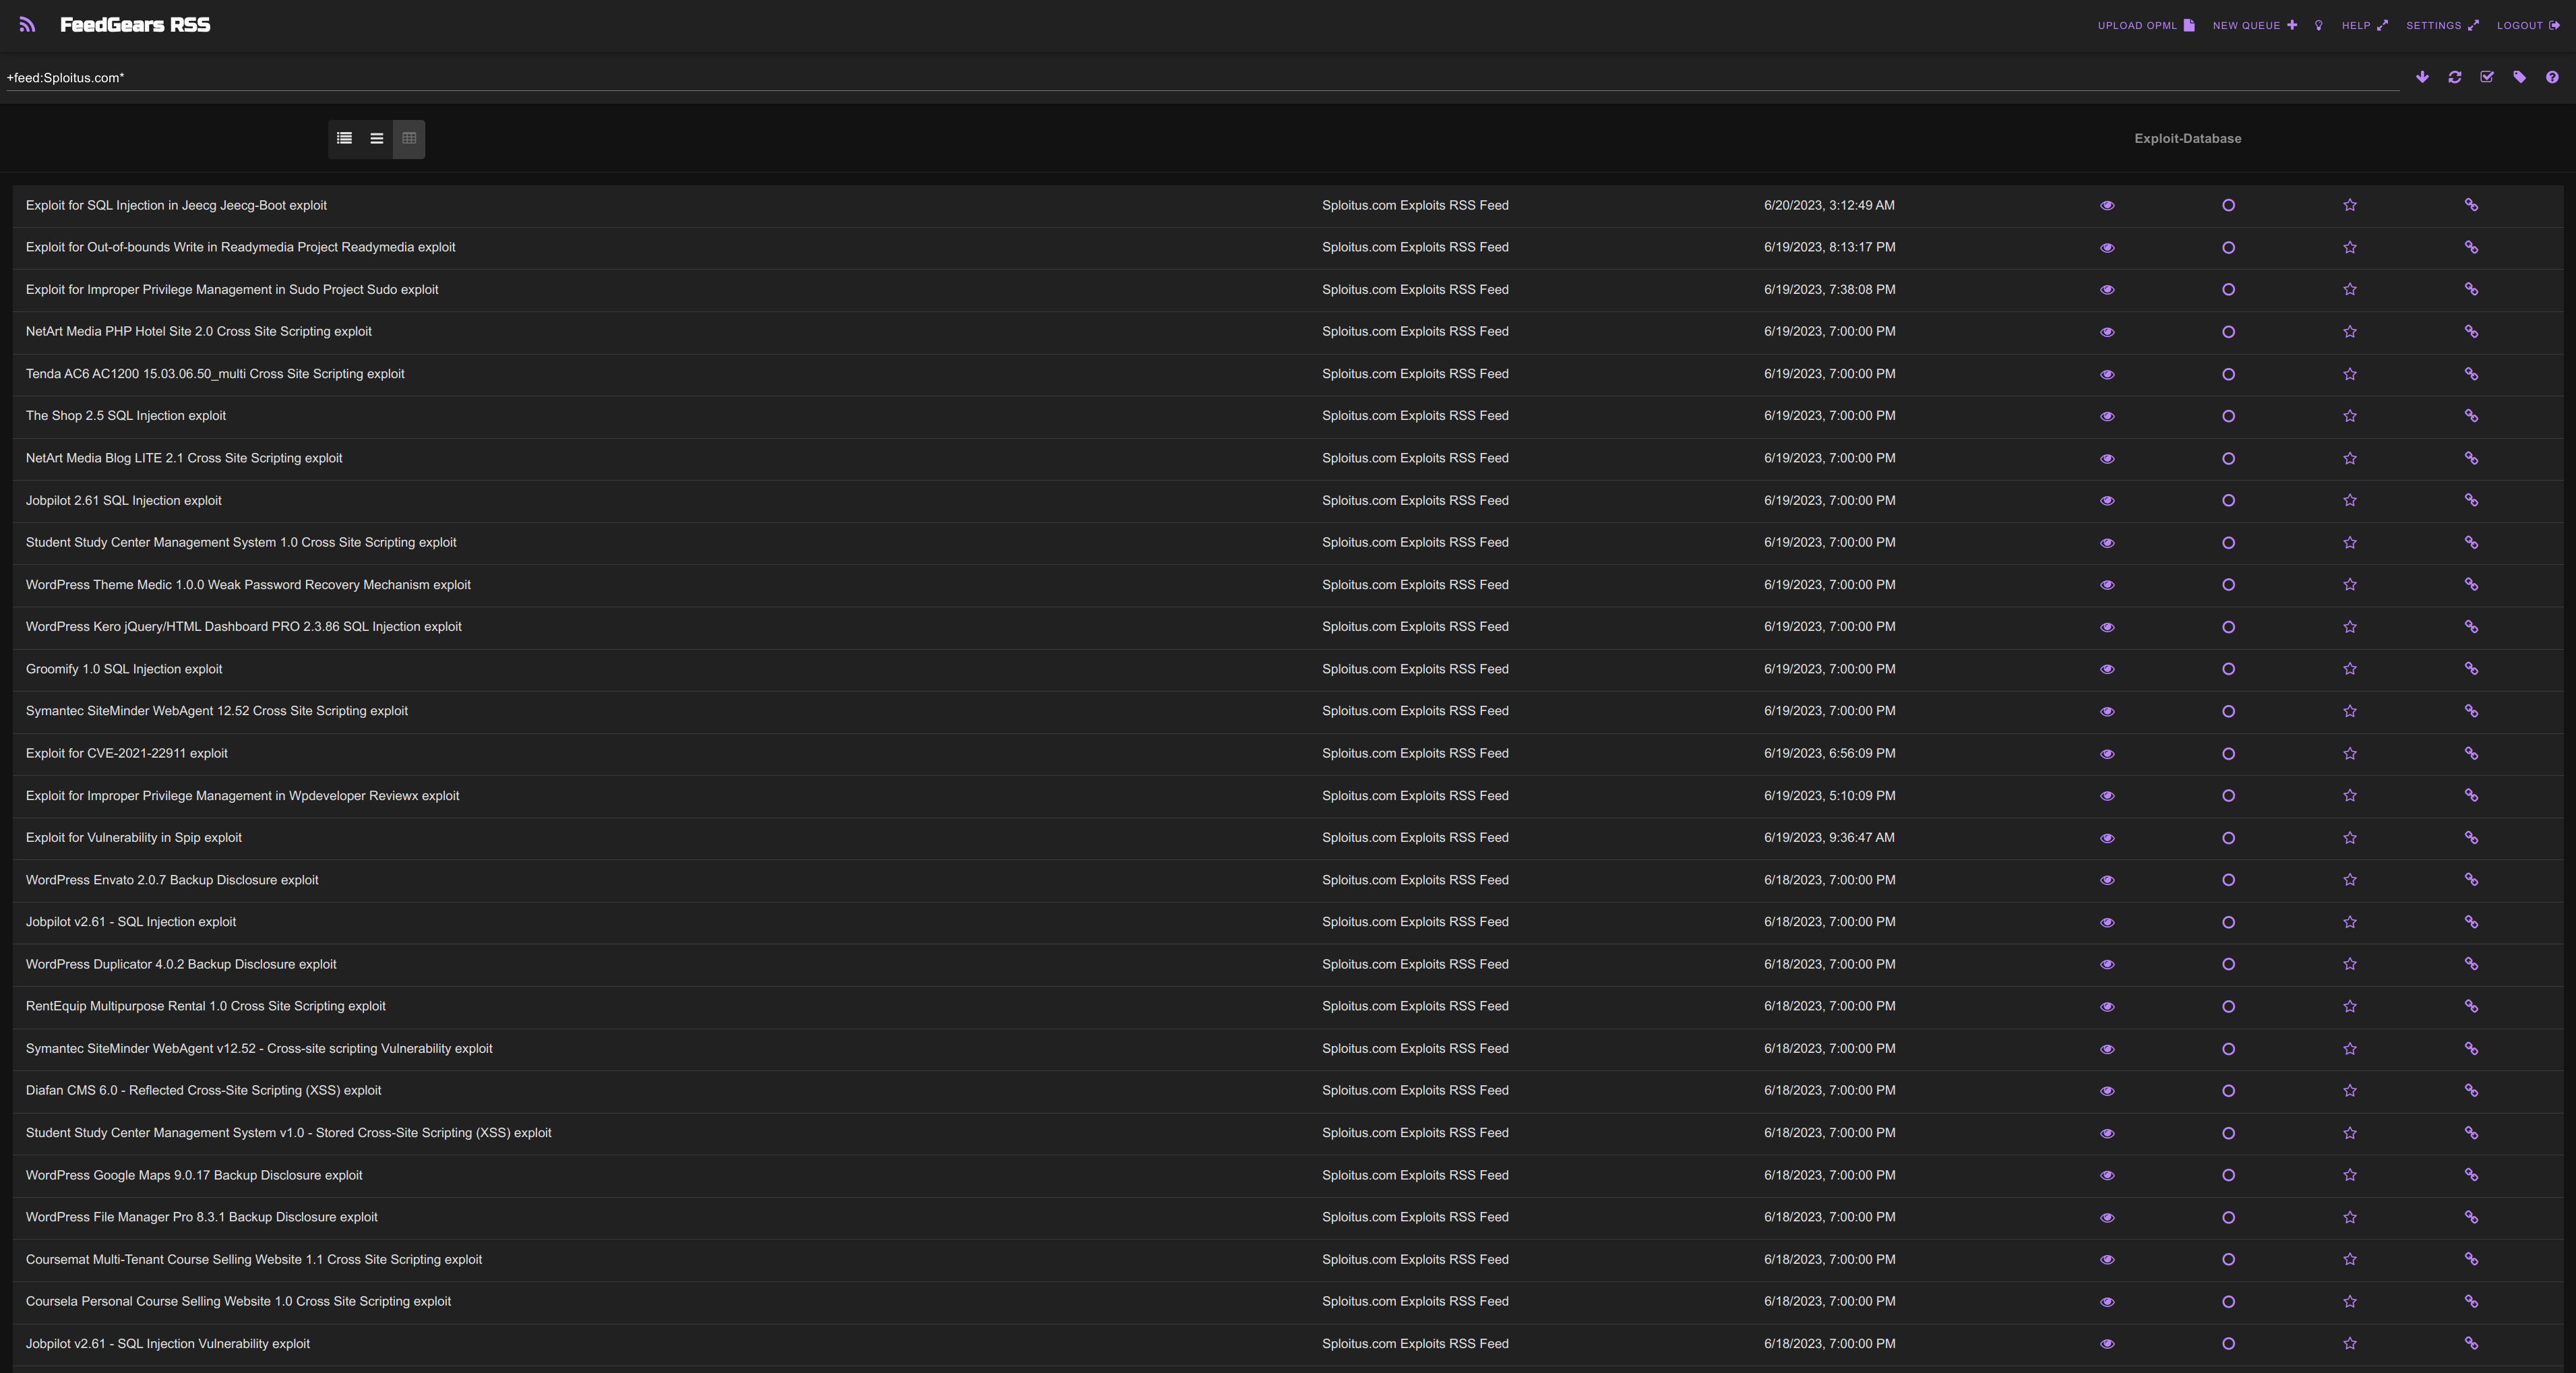 FeedGears RSS UPLOAD OPML NEW QUEUE HELP SETTINGS LOGOUT
+feed:Sploitus.com*
Exploit-Database
Exploit for SQL Injection in Jeecg Jeecg-Boot exploit Sploitus.com Exploits RSS Feed 6/20/2023, 3:12:49 AM
Exploit for Out-of-bounds Write in Readymedia Project Readymedia exploit Sploitus.com Exploits RSS Feed 6/19/2023, 8:13:17 PM
Exploit for Improper Privilege Management in Sudo Project Sudo exploit Sploitus.com Exploits RSS Feed 6/19/2023, 7:38:08 PM
NetArt Media PHP Hotel Site 2.0 Cross Site Scripting exploit Sploitus.com Exploits RSS Feed 6/19/2023, 7:00:00 PM
Tenda AC6 AC1200 15.03.06.50_multi Cross Site Scripting exploit Sploitus.com Exploits RSS Feed 6/19/2023, 7:00:00 PM
The Shop 2.5 SQL Injection exploit Sploitus.com Exploits RSS Feed 6/19/2023, 7:00:00 PM
NetArt Media Blog LITE 2.1 Cross Site Scripting exploit Sploitus.com Exploits RSS Feed 6/19/2023, 7:00:00 PM
Jobpilot 2.61 SQL Injection exploit Sploitus.com Exploits RSS Feed 6/19/2023, 7:00:00 PM
Student Study Center Management System 1.0 Cross Site Scripting exploit Sploitus.com Exploits RSS Feed 6/19/2023, 7:00:00 PM
WordPress Theme Medic 1.0.0 Weak Password Recovery Mechanism exploit Sploitus.com Exploits RSS Feed 6/19/2023, 7:00:00 PM
WordPress Kero jQuery/HTML Dashboard PRO 2.3.86 SQL Injection exploit Sploitus.com Exploits RSS Feed 6/19/2023, 7:00:00 PM
Groomify 1.0 SQL Injection exploit Sploitus.com Exploits RSS Feed 6/19/2023, 7:00:00 PM
Symantec SiteMinder WebAgent 12.52 Cross Site Scripting exploit Sploitus.com Exploits RSS Feed 6/19/2023, 7:00:00 PM
Exploit for CVE-2021-22911 exploit Sploitus.com Exploits RSS Feed 6/19/2023, 6:56:09 PM
Exploit for Improper Privilege Management in Wpdeveloper Reviewx exploit Sploitus.com Exploits RSS Feed 6/19/2023, 5:10:09 PM
Exploit for Vulnerability in Spip exploit Sploitus.com Exploits RSS Feed 6/19/2023, 9:36:47 AM
WordPress Envato 2.0.7 Backup Disclosure exploit Sploitus.com Exploits RSS Feed 6/18/2023, 7:00:00 PM
Jobpilot v2.61 - SQL Injection exploit Sploitus.com Exploits RSS Feed 6/18/2023, 7:00:00 PM
WordPress Duplicator 4.0.2 Backup Disclosure exploit Sploitus.com Exploits RSS Feed 6/18/2023, 7:00:00 PM
RentEquip Multipurpose Rental 1.0 Cross Site Scripting exploit Sploitus.com Exploits RSS Feed 6/18/2023, 7:00:00 PM
Symantec SiteMinder WebAgent v12.52 - Cross-site scripting Vulnerability exploit Sploitus.com Exploits RSS Feed 6/18/2023, 7:00:00 PM
Diafan CMS 6.0 - Reflected Cross-Site Scripting (XSS) exploit Sploitus.com Exploits RSS Feed 6/18/2023, 7:00:00 PM
Student Study Center Management System v1.0 - Stored Cross-Site Scripting (XSS) exploit Sploitus.com Exploits RSS Feed 6/18/2023, 7:00:00 PM
WordPress Google Maps 9.0.17 Backup Disclosure exploit Sploitus.com Exploits RSS Feed 6/18/2023, 7:00:00 PM
WordPress File Manager Pro 8.3.1 Backup Disclosure exploit Sploitus.com Exploits RSS Feed 6/18/2023, 7:00:00 PM
Coursemat Multi-Tenant Course Selling Website 1.1 Cross Site Scripting exploit Sploitus.com Exploits RSS Feed 6/18/2023, 7:00:00 PM
Coursela Personal Course Selling Website 1.0 Cross Site Scripting exploit Sploitus.com Exploits RSS Feed 6/18/2023, 7:00:00 PM
Jobpilot v2.61 - SQL Injection Vulnerability exploit Sploitus.com Exploits RSS Feed 6/18/2023, 7:00:00 PM